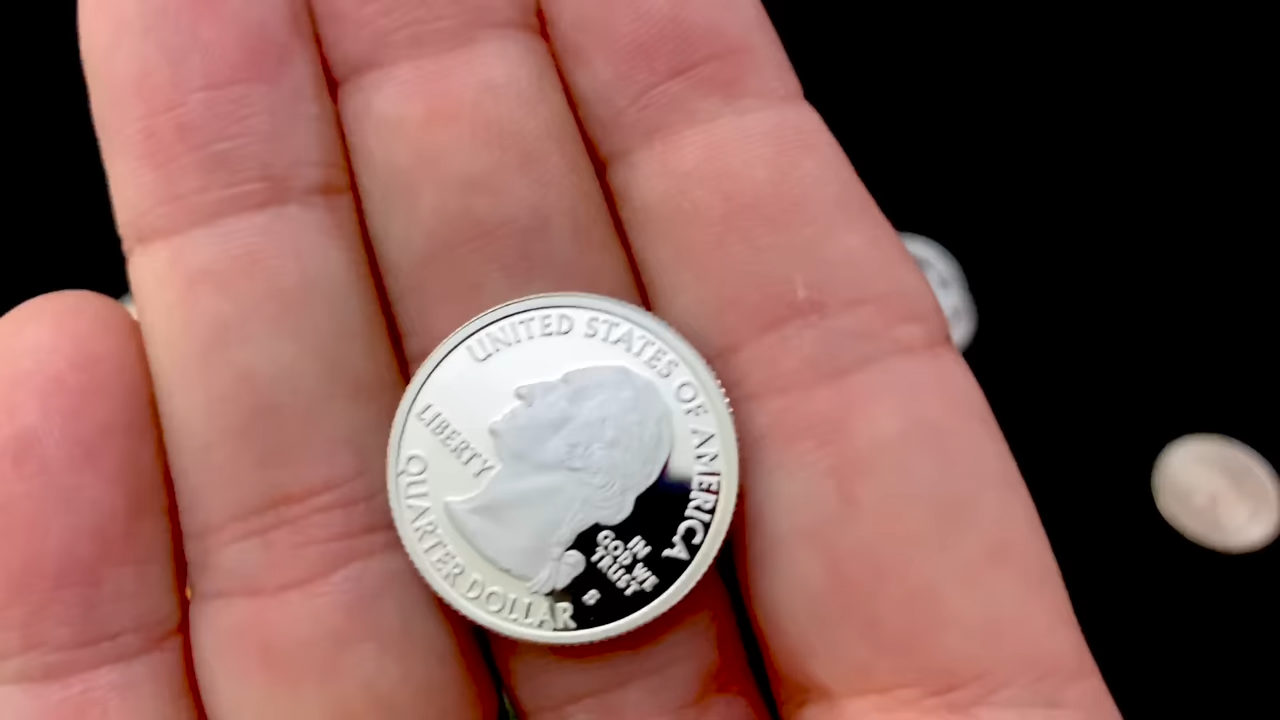 UNITED STATES OF AMERICA
LIBERTY
IN
GOD WE
TRUST
S
QUARTER DOLLAR